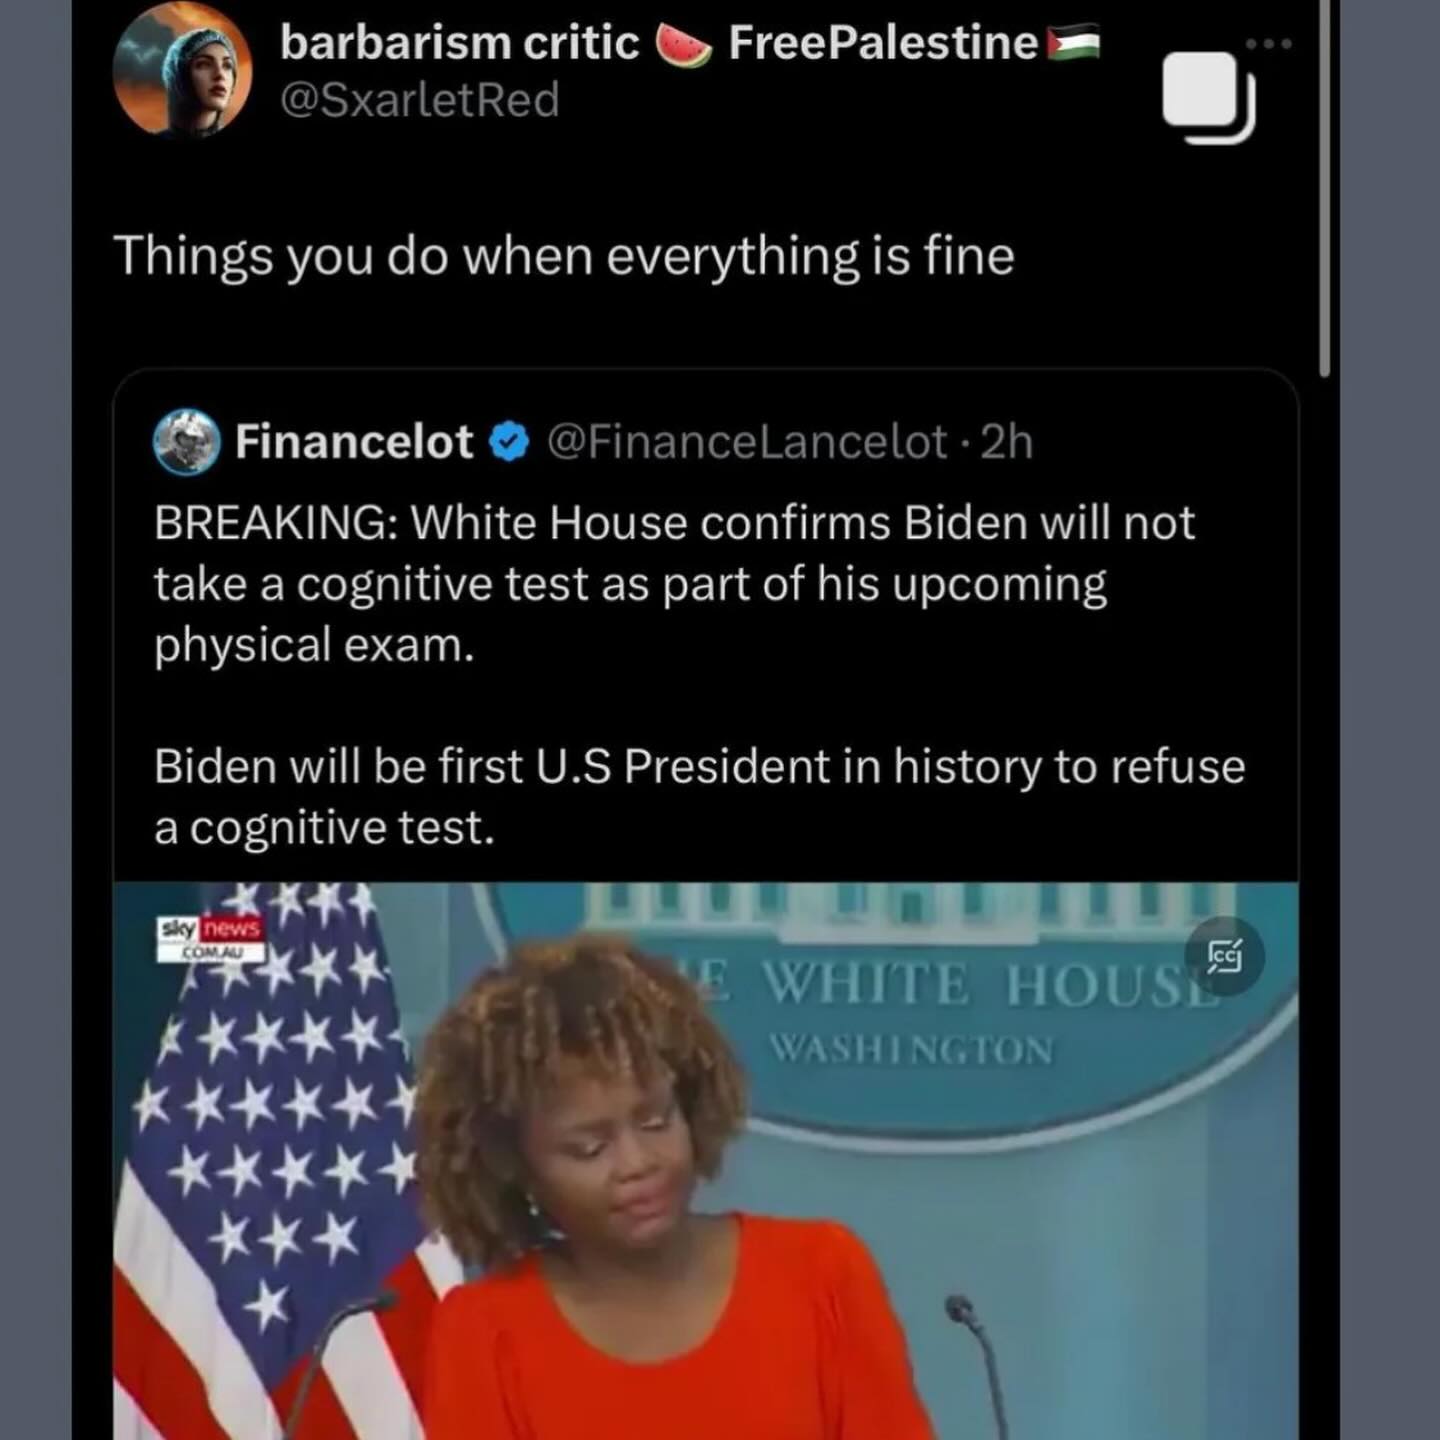 barbarism critic 🍉 FreePalestine🇵🇸
@SxarletRed
Things you do when everything is fine
Financelot @FinanceLancelot · 2h
BREAKING: White House confirms Biden will not
take a cognitive test as part of his upcoming
physical exam.
Biden will be first U.S President in history to refuse
a cognitive test.
sky news
.COM.AU
E WHITE HOUSE
WASHINGTON
CC